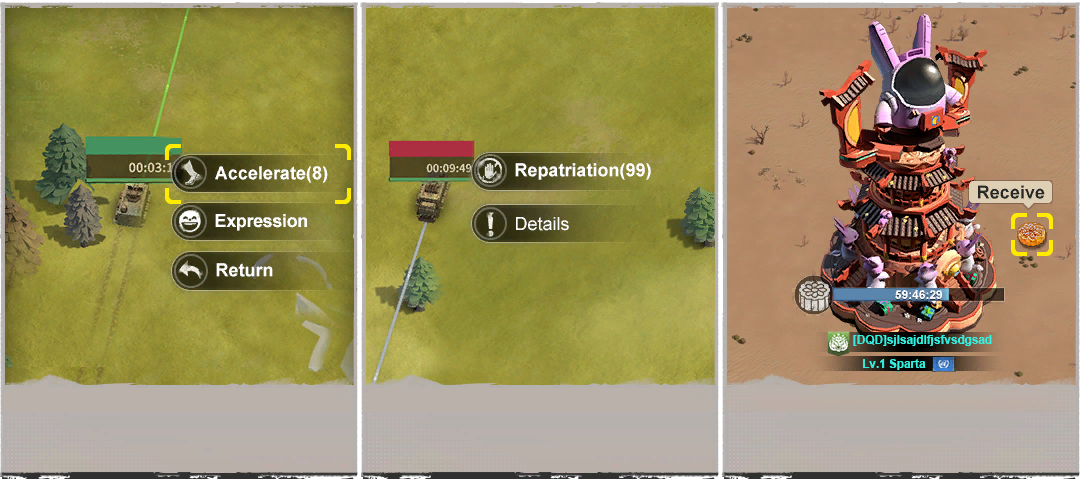 00:03:1
Accelerate(8)
Expression
Return
00:09:49
Repatriation(99)
Details
Receive
59:46:29
[DQD]sjlsajdlfjsfvsdgsad
Lv.1 Sparta